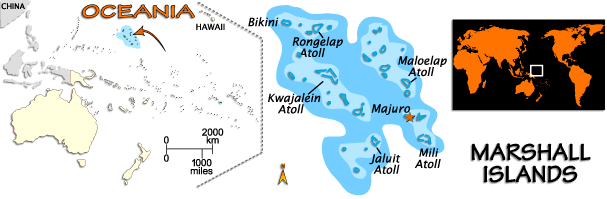 CHINA
OCEANIA
HAWAII
0
2000
km
0
1000
miles
Bikini
Rongelap
Atoll
Kwajalein
Atoll
Maloelap
Atoll
Majuro
Jaluit
Atoll
Mili
Atoll
MARSHALL
ISLANDS